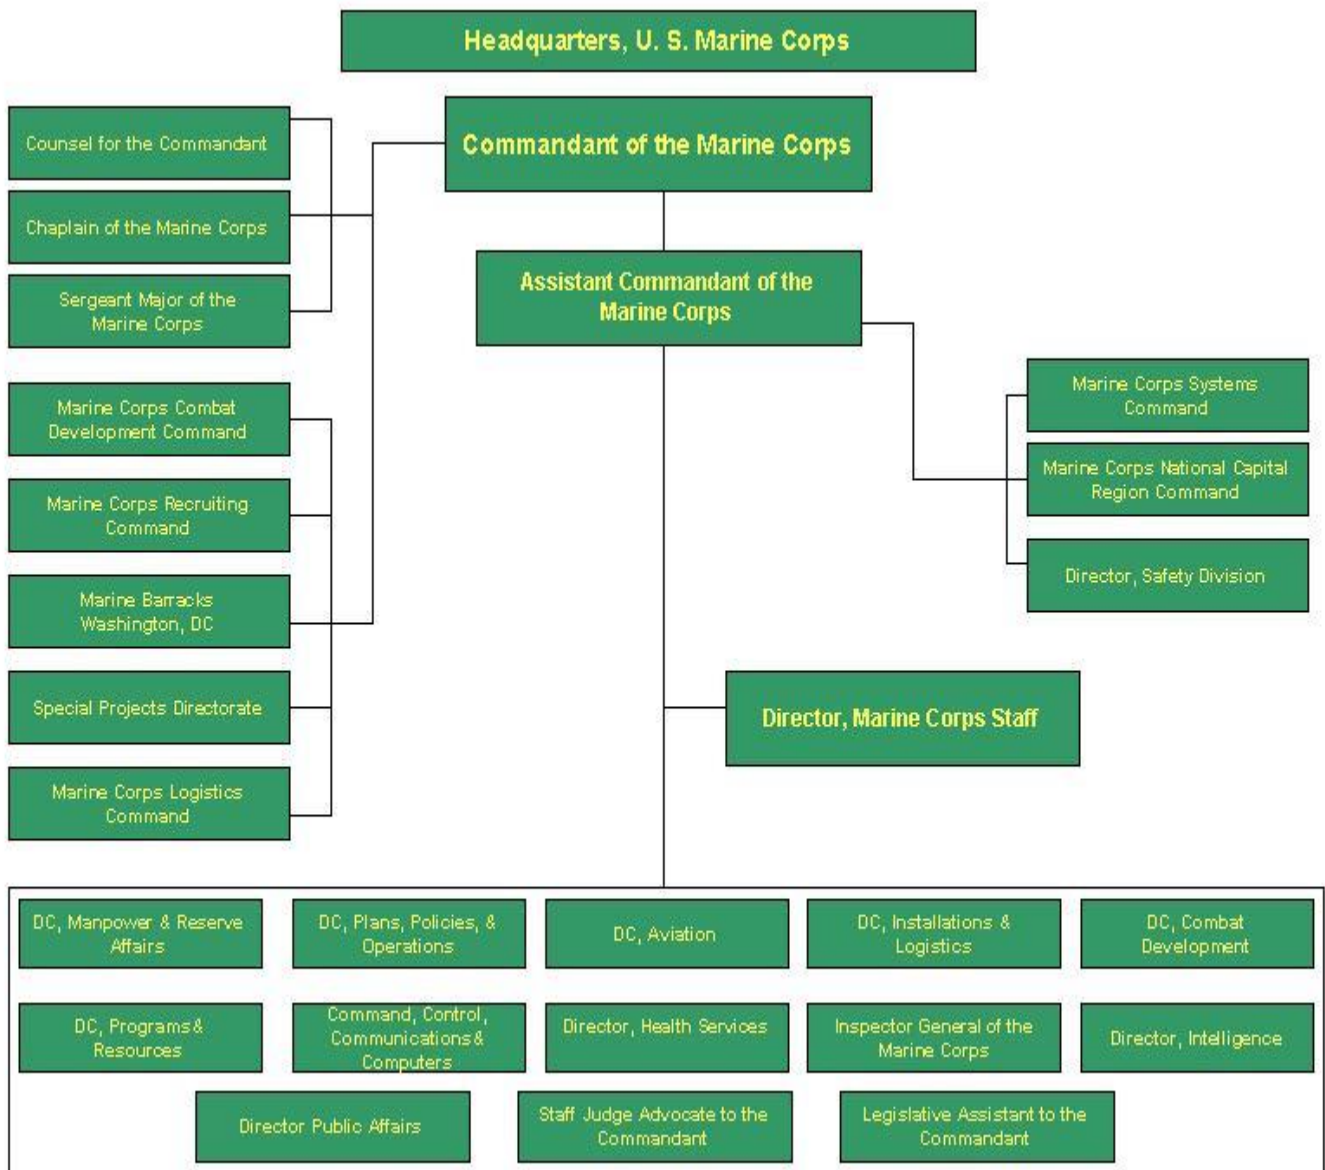 Headquarters, U. S. Marine Corps
Commandant of the Marine Corps
Counsel for the Commandant
Chaplain of the Marine Corps
Sergeant Major of the
Marine Corps
Assistant Commandant of the
Marine Corps
Marine Corps Combat
Development Command
Marine Corps Recruiting
Command
Marine Barracks
Washington, DC
Special Projects Directorate
Marine Corps Logistics
Command
Marine Corps Systems
Command
Marine Corps National Capital
Region Command
Director, Safety Division
Director, Marine Corps Staff
DC, Manpower & Reserve
Affairs
DC, Plans, Policies, &
Operations
DC, Aviation
DC, Installations &
Logistics
DC, Combat
Development
DC, Programs &
Resources
Command, Control,
Communications &
Computers
Director, Health Services
Inspector General of the
Marine Corps
Director, Intelligence
Director Public Affairs
Staff Judge Advocate to the
Commandant
Legislative Assistant to the
Commandant